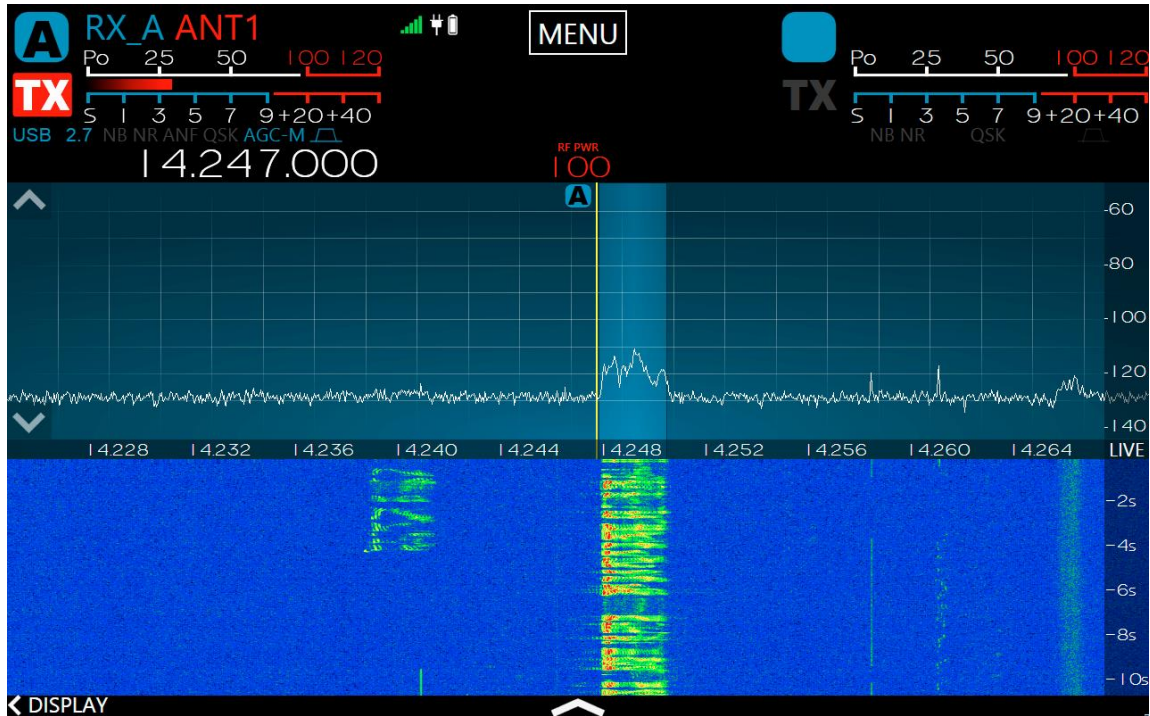 A RX_A ANT1 MENU
Po 25 50 100 120 Po 25 50 100 120
TX TX
S 1 3 5 7 9+20+40 S 1 3 5 7 9+20+40
USB 2.7 NB NR ANF QSK AGC-M NB NR QSK
14.247.000
RF PWR
100
A
-60
-80
-100
-120
-140
14.228 14.232 14.236 14.240 14.244 14.248 14.252 14.256 14.260 14.264 LIVE
-2s
-4s
-6s
-8s
-10s
< DISPLAY